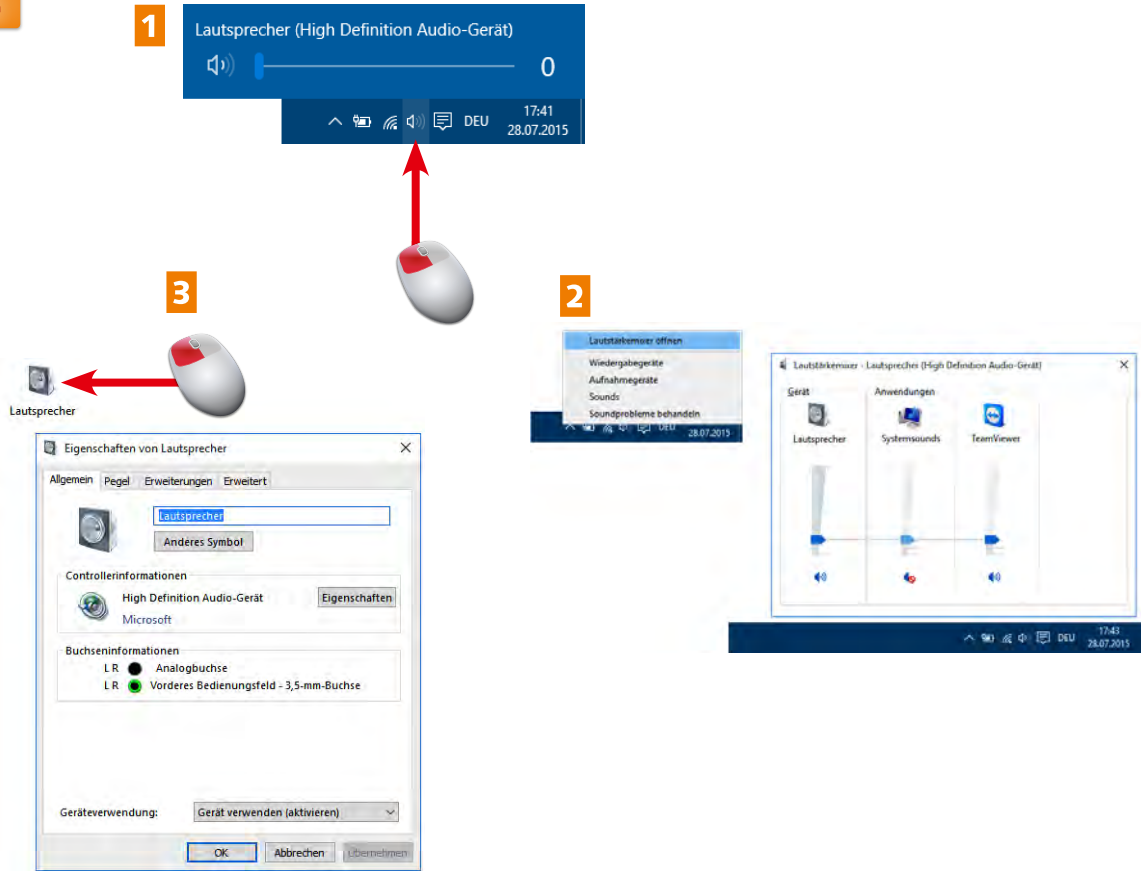 1
Lautsprecher (High Definition Audio-Gerät)
0
DEU
17:41
28.07.2015
3
Lautsprecher
Eigenschaften von Lautsprecher
Allgemein Pegel Erweiterungen Erweitert
Lautsprecher
Anderes Symbol
Controllerinformationen
High Definition Audio-Gerät
Eigenschaften
Microsoft
Buchseninformationen
L R Analogbuchse
L R Vorderes Bedienungsfeld - 3,5-mm-Buchse
Geräteverwendung: Gerät verwenden (aktivieren)
OK Abbrechen Übernehmen
2
Lautstärkemixer öffnen
Wiedergabegeräte
Aufnahmegeräte
Sounds
Soundprobleme behandeln
DEU
28.07.2015
Lautstärkemixer - Lautsprecher (High Definition Audio-Gerät)
Gerät Anwendungen
Lautsprecher Systemsounds TeamViewer
DEU
17:43
28.07.2015